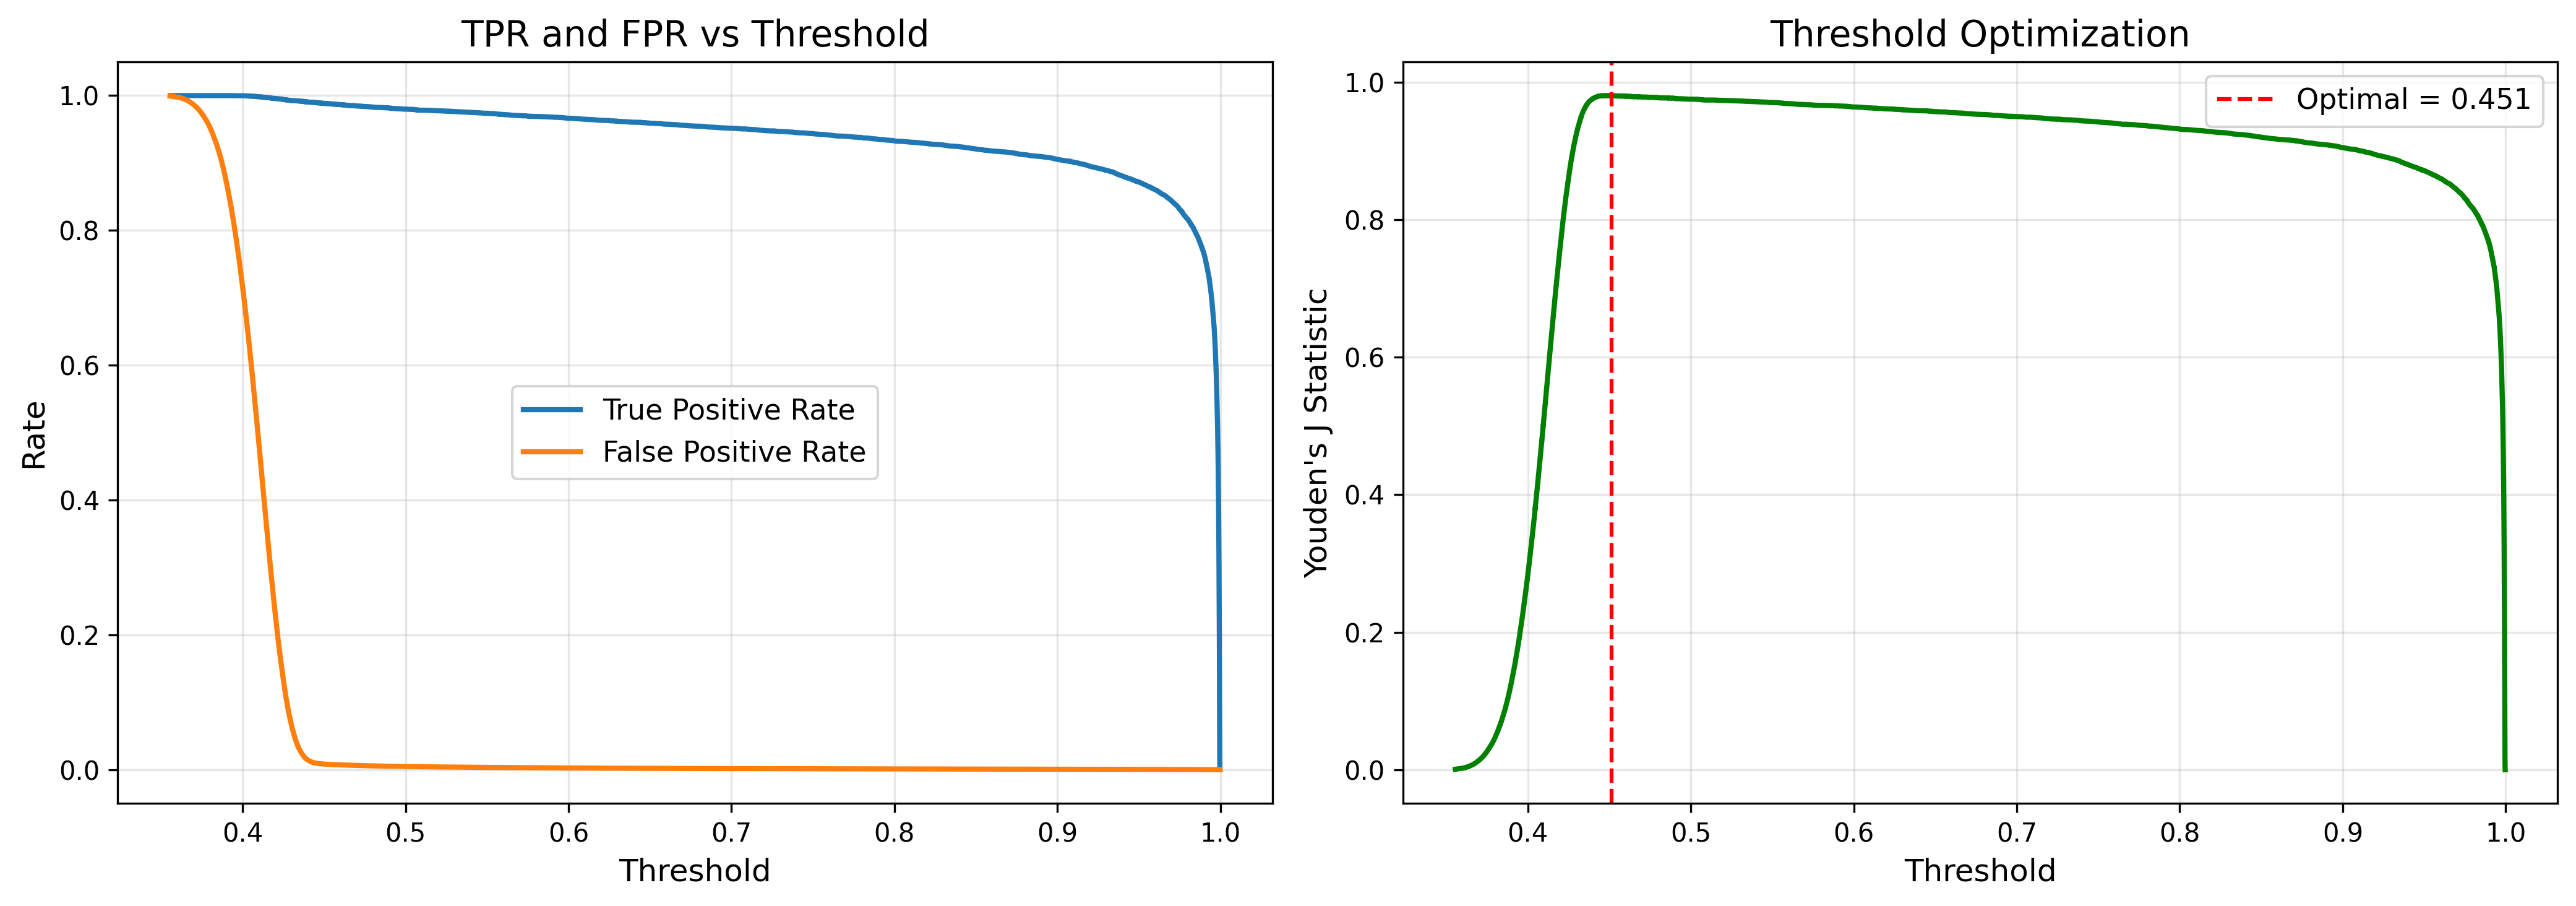 TPR and FPR vs Threshold
Rate
1.0
0.8
0.6
0.4
0.2
0.0
True Positive Rate
False Positive Rate
0.4 0.5 0.6 0.7 0.8 0.9 1.0
Threshold
Threshold Optimization
Youden's J Statistic
1.0
0.8
0.6
0.4
0.2
0.0
Optimal = 0.451
0.4 0.5 0.6 0.7 0.8 0.9 1.0
Threshold